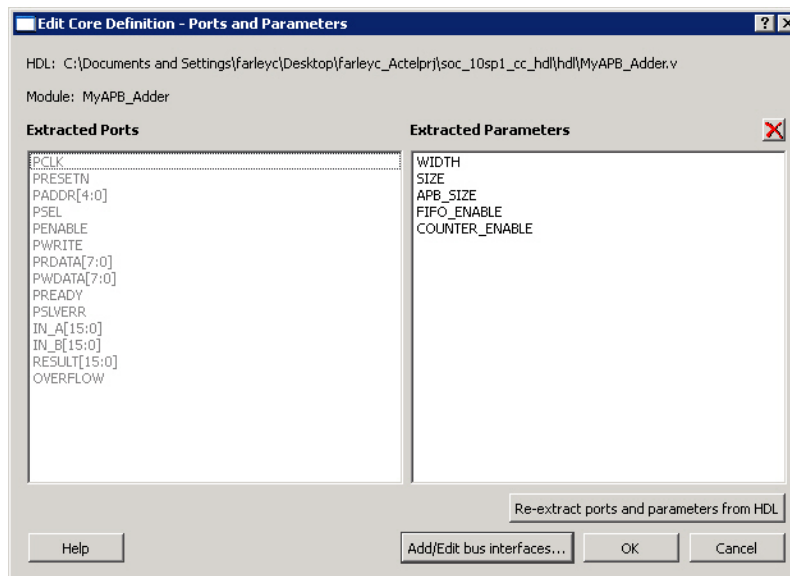 Edit Core Definition - Ports and Parameters
HDL: C:\Documents and Settings\farleyc\Desktop\farleyc_Actelprj\soc_10sp1_cc_hdl\hdl\MyAPB_Adder.v
Module: MyAPB_Adder
Extracted Ports
Extracted Parameters
PCLK
PRESETN
PADDR[4:0]
PSEL
PENABLE
PWRITE
PRDATA[7:0]
PWDATA[7:0]
PREADY
PSLVERR
IN_A[15:0]
IN_B[15:0]
RESULT[15:0]
OVERFLOW
WIDTH
SIZE
APB_SIZE
FIFO_ENABLE
COUNTER_ENABLE
Re-extract ports and parameters from HDL
Help
Add/Edit bus interfaces...
OK
Cancel